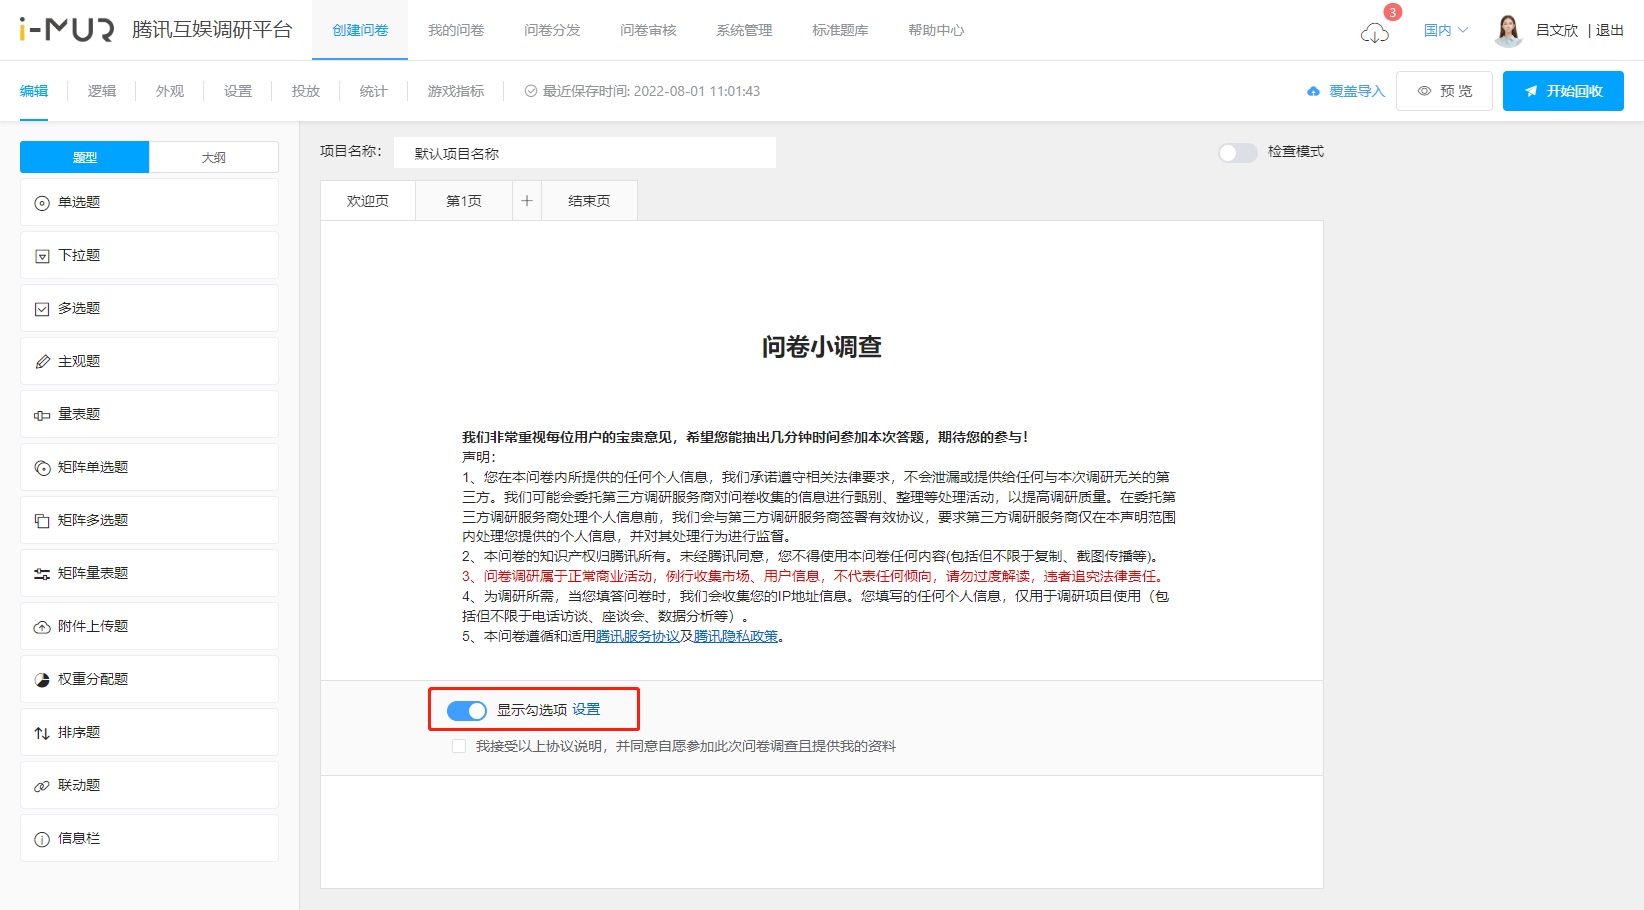 i-MUR 腾讯互娱调研平台 创建问卷 我的问卷 问卷分发 问卷审核 系统管理 标准题库 帮助中心 3 国内 吕文欣 | 退出
编辑 逻辑 外观 设置 投放 统计 游戏指标 最近保存时间: 2022-08-01 11:01:43 覆盖导入 预 览 开始回收
题型 大纲
单选题
下拉题
多选题
主观题
量表题
矩阵单选题
矩阵多选题
矩阵量表题
附件上传题
权重分配题
排序题
联动题
信息栏
项目名称： 默认项目名称 检查模式
欢迎页 第1页 + 结束页
问卷小调查
我们非常重视每位用户的宝贵意见，希望您能抽出几分钟时间参加本次答题，期待您的参与！
声明：
1、您在本问卷内所提供的任何个人信息，我们承诺遵守相关法律要求，不会泄漏或提供给任何与本次调研无关的第
三方。我们可能会委托第三方调研服务商对问卷收集的信息进行甄别、整理等处理活动，以提高调研质量。在委托第
三方调研服务商处理个人信息前，我们会与第三方调研服务商签署有效协议，要求第三方调研服务商仅在本声明范围
内处理您提供的个人信息，并对其处理行为进行监督。
2、本问卷的知识产权归腾讯所有。未经腾讯同意，您不得使用本问卷任何内容(包括但不限于复制、截图传播等)。
3、问卷调研属于正常商业活动，例行收集市场、用户信息，不代表任何倾向，请勿过度解读，违者追究法律责任。
4、为调研所需，当您填答问卷时，我们会收集您的IP地址信息。您填写的任何个人信息，仅用于调研项目使用（包
括但不限于电话访谈、座谈会、数据分析等）。
5、本问卷遵循和适用腾讯服务协议及腾讯隐私政策。
显示勾选项 设置
我接受以上协议说明，并同意自愿参加此次问卷调查且提供我的资料